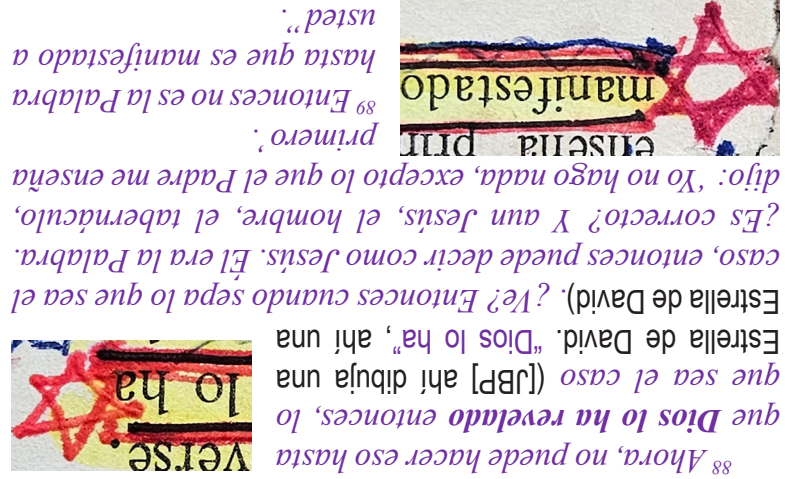 88 Ahora, no puede hacer eso hasta
que Dios lo ha revelado entonces, lo
que sea el caso ([JBP] ahí dibuja una
Estrella de David. “Dios lo ha”, ahí una
Estrella de David). ¿Ve? Entonces cuando sepa lo que sea el
verse.
lo ha
caso, entonces puede decir como Jesús. Él era la Palabra.
¿Es correcto? Y aun Jesús, el hombre, el tabernáculo,
dijo: ‘Yo no hago nada, excepto lo que el Padre me enseña
primero’.
89 Entonces no es la Palabra
hasta que es manifestado a
usted”.
enseña
manifestado